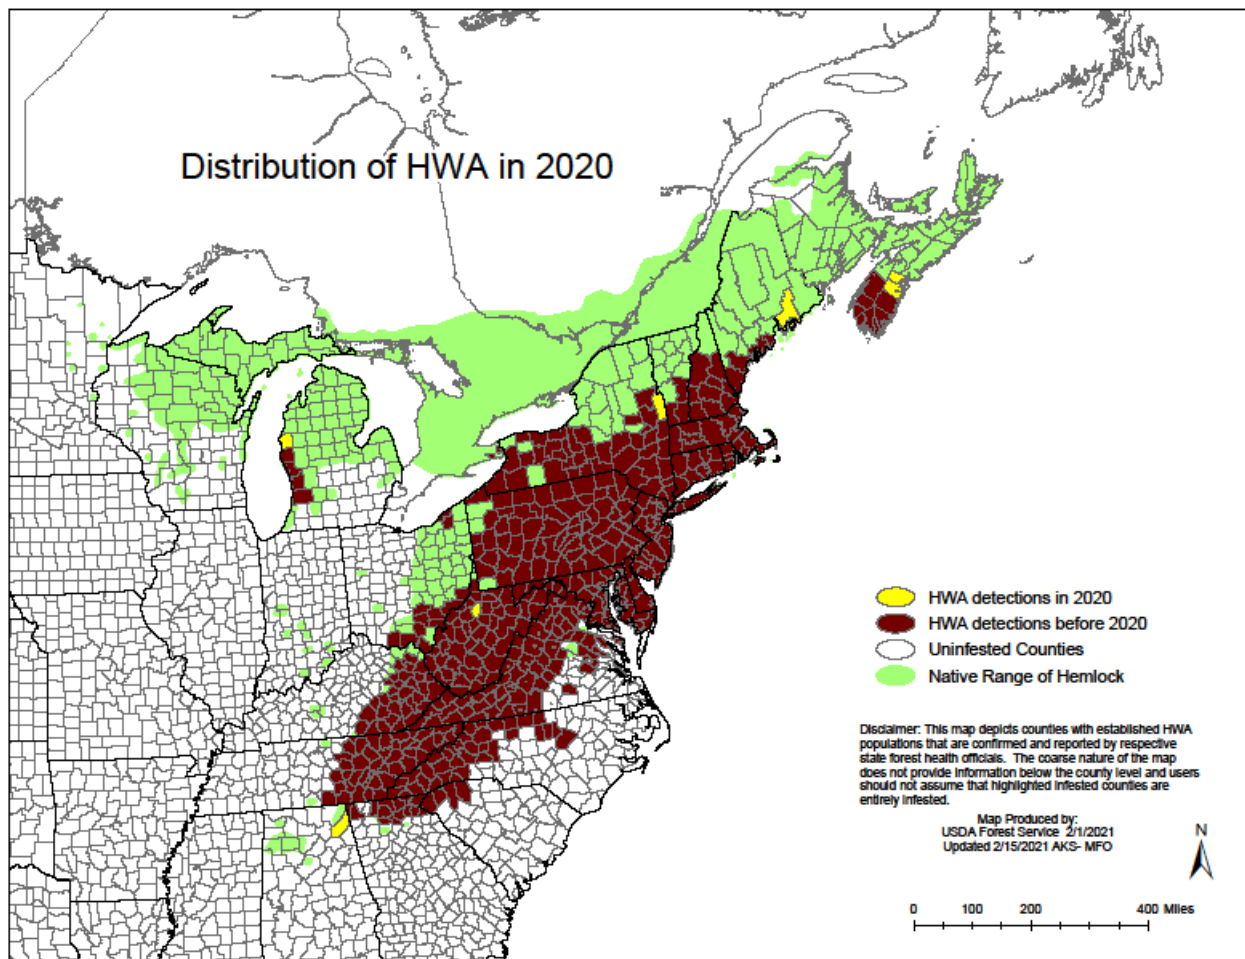 Distribution of HWA in 2020
HWA detections in 2020
HWA detections before 2020
Uninfested Counties
Native Range of Hemlock
Disclaimer: This map depicts counties with established HWA
populations that are confirmed and reported by respective
state forest health officials. The coarse nature of the map
does not provide information below the county level and users
should not assume that highlighted infested counties are
entirely infested.
Map Produced by:
USDA Forest Service 2/1/2021
Updated 2/15/2021 AKS- MFO
N
0 100 200 400 Miles